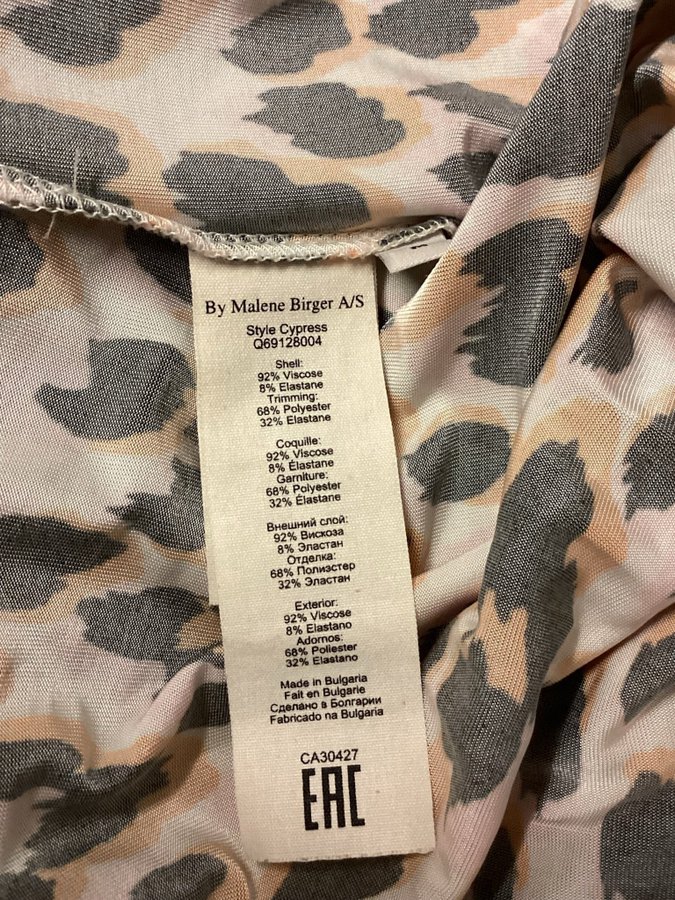 By Malene Birger A/S
Style Cypress
Q69128004
Shell:
92% Viscose
8% Elastane
Trimming:
68% Polyester
32% Elastane
Coquille:
92% Viscose
8% Élastane
Garniture:
68% Polyester
32% Élastane
Внешний слой:
92% Вискоза
8% Эластан
Отделка:
68% Полиэстер
32% Эластан
Exterior:
92% Viscose
8% Elastano
Adornos:
68% Poliester
32% Elastano
Made in Bulgaria
Fait en Bulgarie
Сделано в Болгарии
Fabricado na Bulgaria
CA30427
EAC